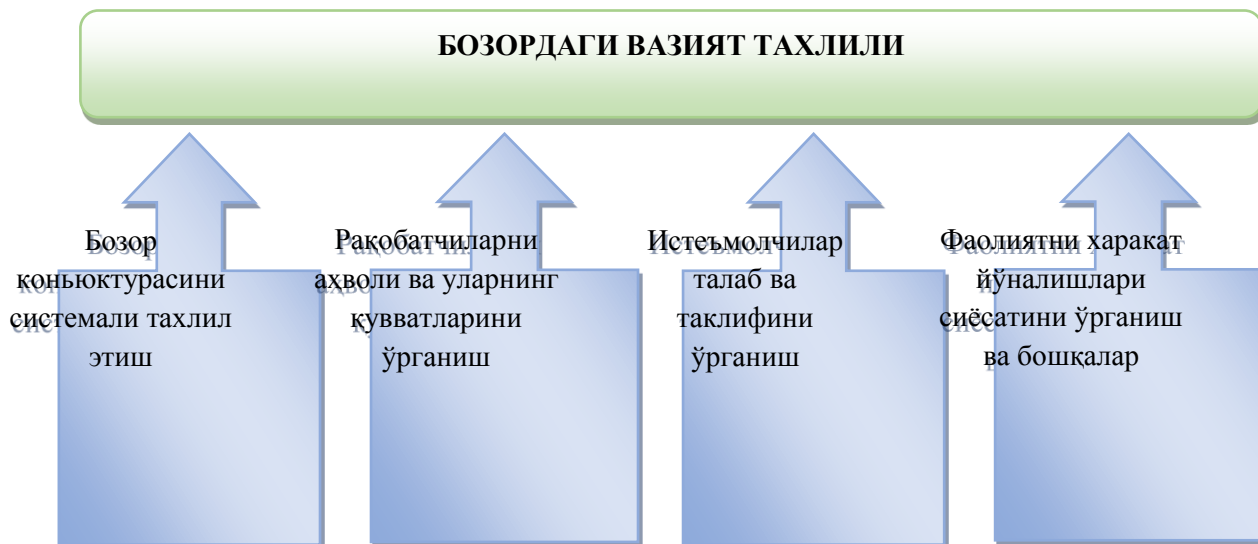 БОЗОРДАГИ ВАЗИЯТ ТАХЛИЛИ
Бозор
коньюктурасини
системали тахлил
этиш
Рақобатчиларни
аҳволи ва уларнинг
қувватларини
ўрганиш
Истеъмолчилар
талаб ва
таклифини
ўрганиш
Фаолиятни харакат
йўналишлари
сиёсатини ўрганиш
ва бошқалар